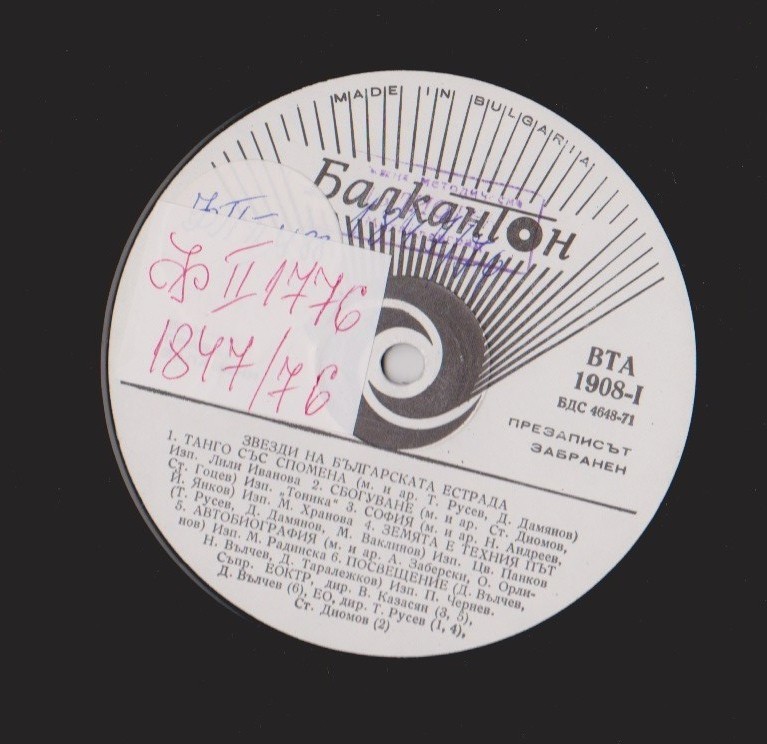 MADE IN BULGARIA
Балкантон
Ф II 1776
1847/76
ВТА
1908-I
БДС 4648-71
ПРЕЗАПИСЪТ
ЗАБРАНЕН
ЗВЕЗДИ НА БЪЛГАРСКАТА ЕСТРАДА
1. ТАНГО СЪС СПОМЕНА (м. и ар. Т. Русев, Д. Дамянов)
Изп. Лили Иванова 2. СБОГУВАНЕ (м. и ар. Ст. Диомов,
Ст. Гоцев) Изп. „Тоника“ 3. СОФИЯ (м. и ар. Н. Андреев,
Й. Янков) Изп. М. Хранова 4. ЗЕМЯТА Е ТЕХНИЯ ПЪТ
(Т. Русев, Д. Дамянов, М. Ваклинов) Изп. Цв. Панков
5. АВТОБИОГРАФИЯ (м. и ар. А. Заберски, О. Орли-
нов) Изп. М. Радинска 6. ПОСВЕЩЕНИЕ (Д. Вълчев,
Н. Вълчев, Д. Таралежков) Изп. П. Чернев.
Съпр. ЕОКТР, дир. В. Казасян (3, 5),
Д. Вълчев (6), ЕО, дир. Т. Русев (1, 4),
Ст. Диомов (2)